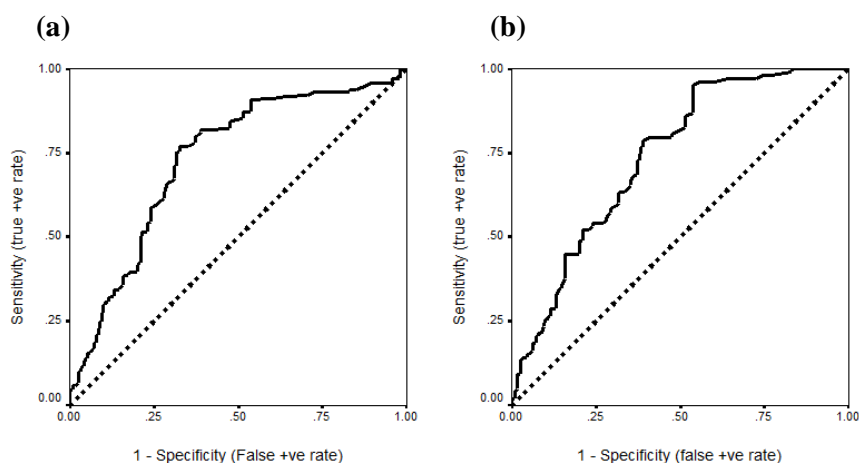 (a)
1.00
.75
.50
.25
0.00
0.00 .25 .50 .75 1.00
Sensitivity (true +ve rate)
1 - Specificity (False +ve rate)
(b)
1.00
.75
.50
.25
0.00
0.00 .25 .50 .75 1.00
Sensitivity (true +ve rate)
1 - Specificity (false +ve rate)